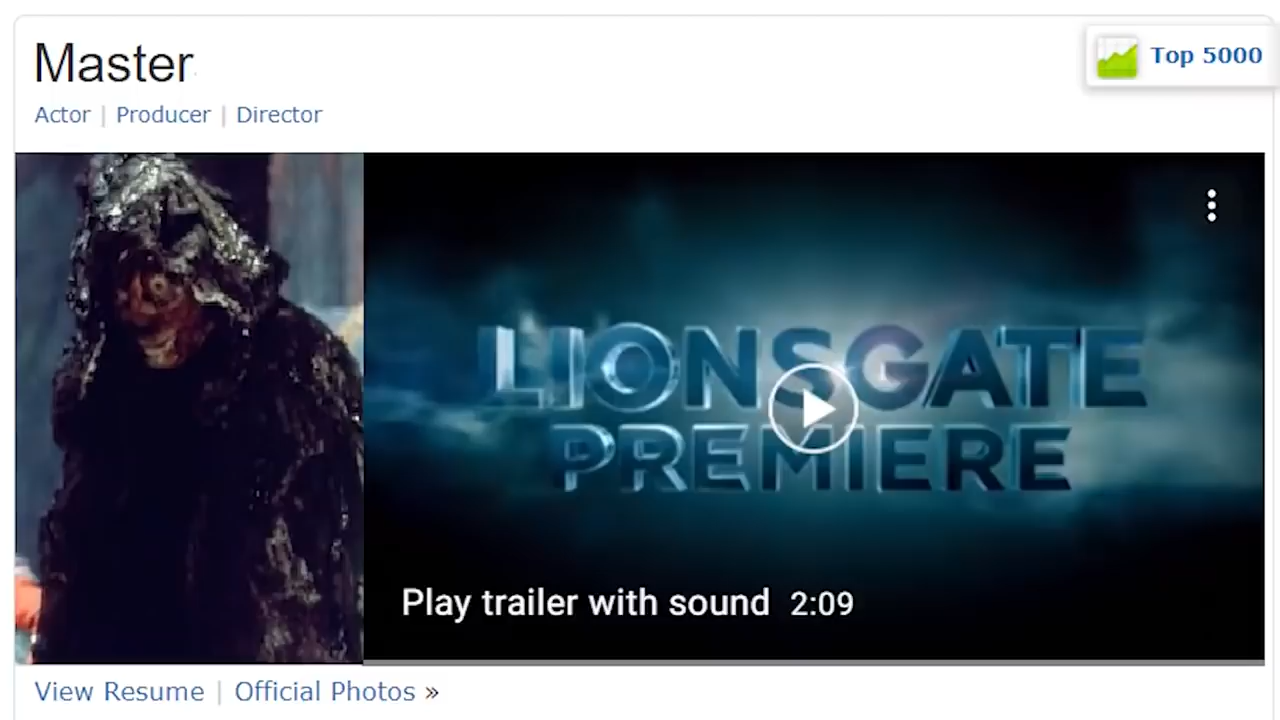 Master
Top 5000
Actor | Producer | Director
LIONSGATE
PREMIERE
Play trailer with sound 2:09
View Resume | Official Photos »